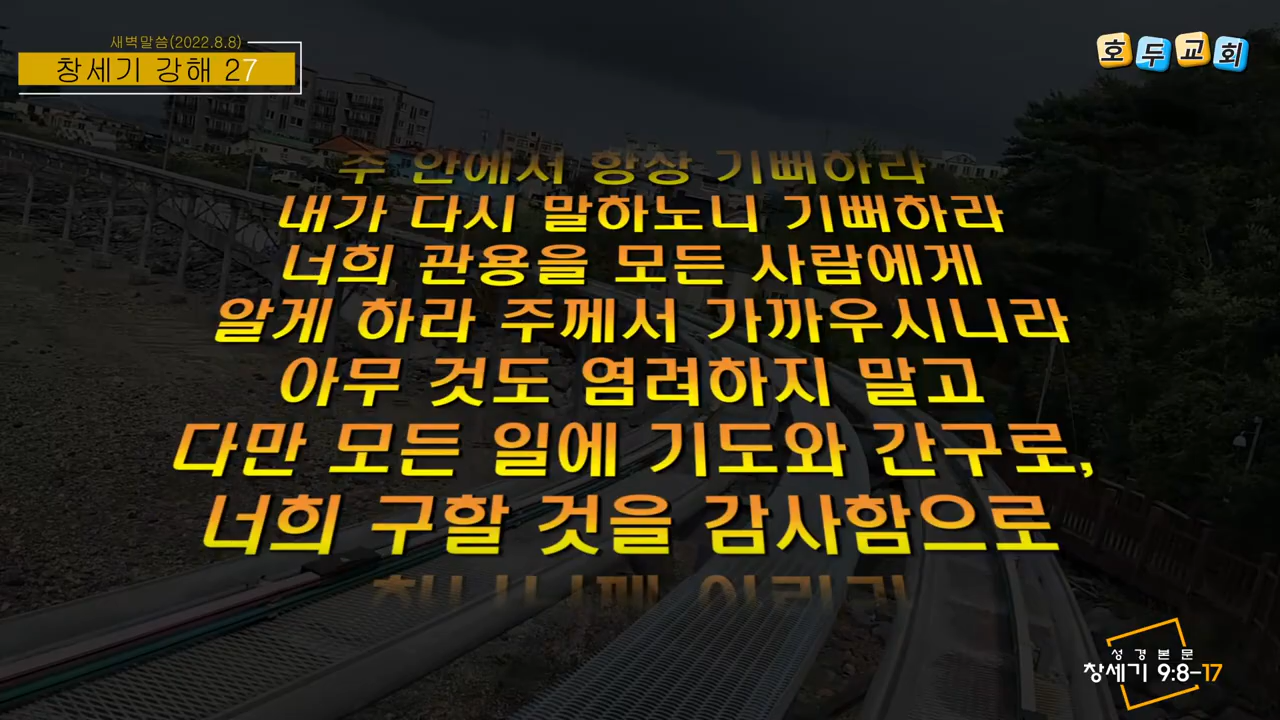 새벽말씀(2022.8.8)
창세기 강해 27
호두교회
주 안에서 항상 기뻐하라
내가 다시 말하노니 기뻐하라
너희 관용을 모든 사람에게
알게 하라 주께서 가까우시니라
아무 것도 염려하지 말고
다만 모든 일에 기도와 간구로,
너희 구할 것을 감사함으로
성경본문
창세기 9:8-17